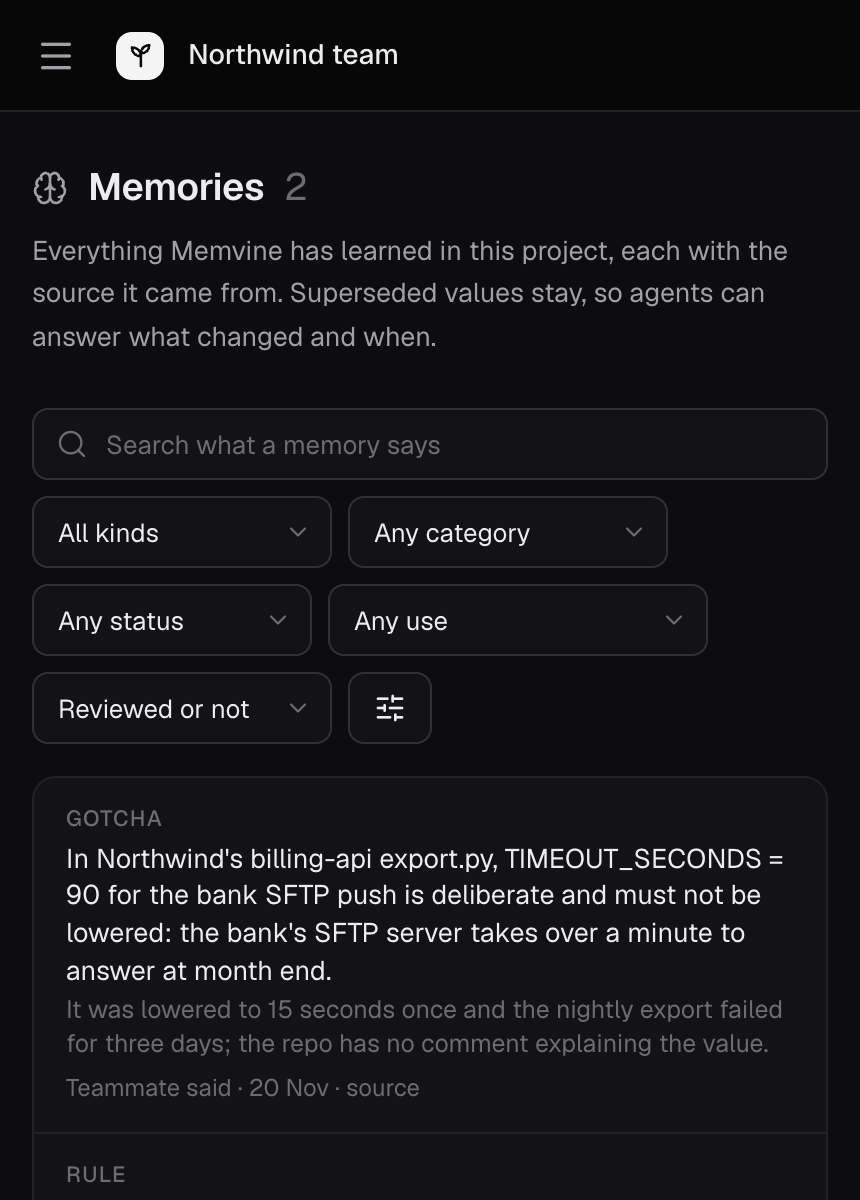 Northwind team
Memories 2
Everything Memvine has learned in this project, each with the
source it came from. Superseded values stay, so agents can
answer what changed and when.
Search what a memory says
All kinds
Any category
Any status
Any use
Reviewed or not
GOTCHA
In Northwind's billing-api export.py, TIMEOUT_SECONDS =
90 for the bank SFTP push is deliberate and must not be
lowered: the bank's SFTP server takes over a minute to
answer at month end.
It was lowered to 15 seconds once and the nightly export failed
for three days; the repo has no comment explaining the value.
Teammate said · 20 Nov · source
RULE